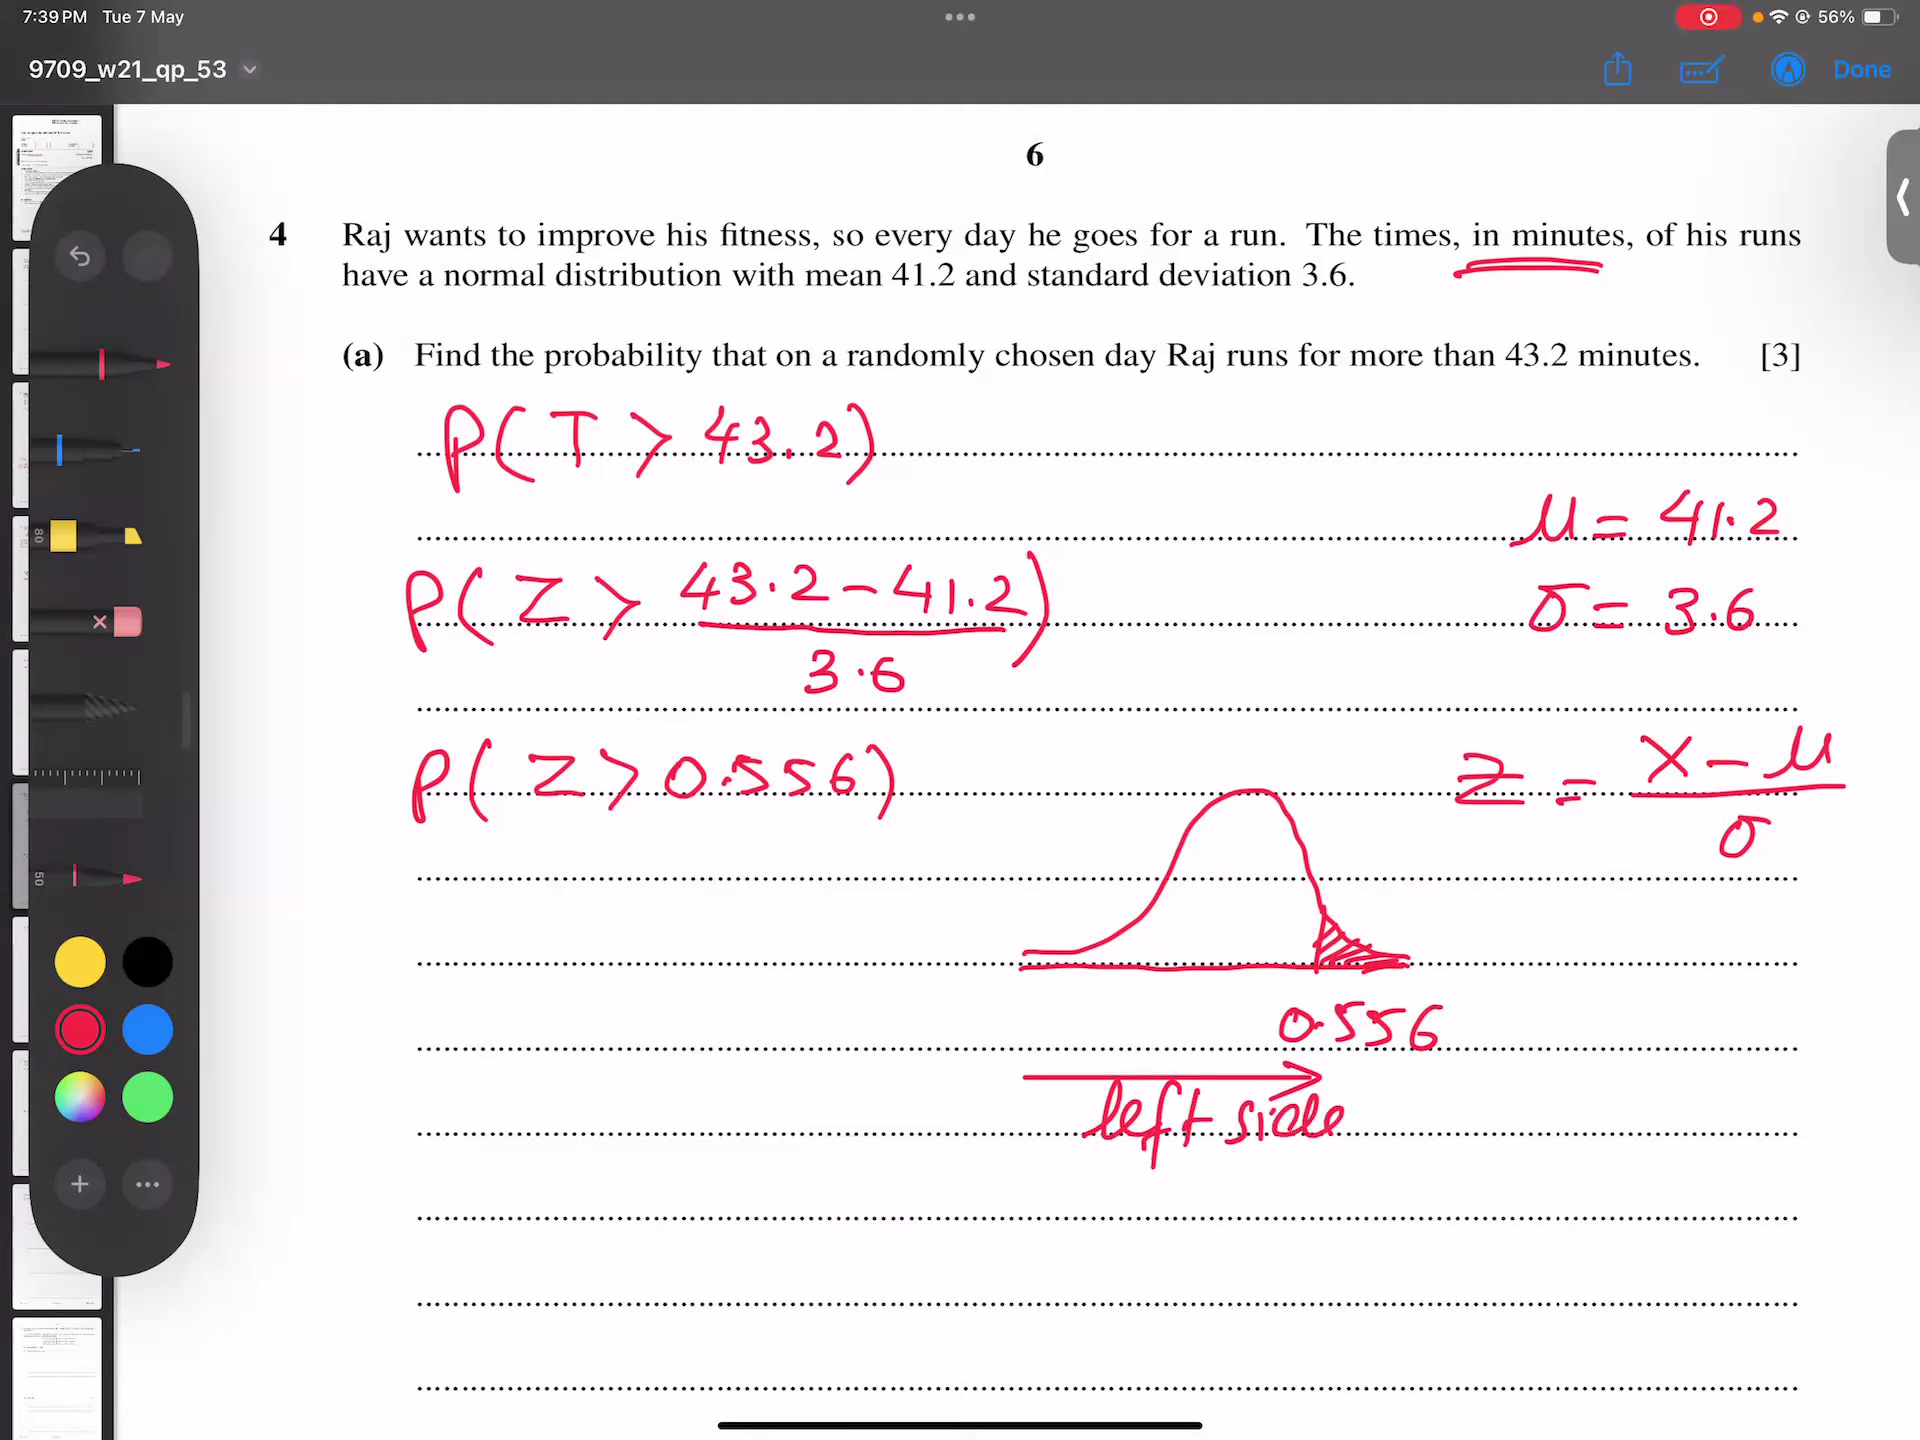 7:39 PM Tue 7 May
56%
9709_w21_qp_53
Done
6
4 Raj wants to improve his fitness, so every day he goes for a run. The times, in minutes, of his runs
have a normal distribution with mean 41.2 and standard deviation 3.6.
(a) Find the probability that on a randomly chosen day Raj runs for more than 43.2 minutes. [3]
P(T > 43.2)
μ = 41.2
P(Z > 43.2 - 41.2 / 3.6)
σ = 3.6
P(Z > 0.556)
z = x - μ / σ
0.556
left side
80
50